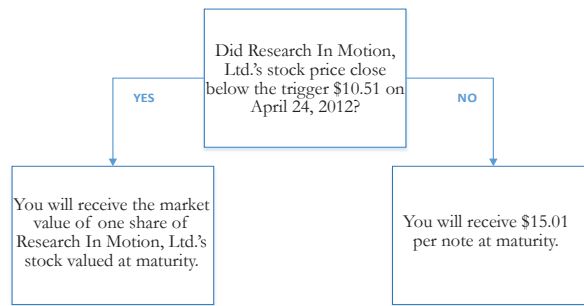 Did Research In Motion,
Ltd.'s stock price close
below the trigger $10.51 on
April 24, 2012?
YES
NO
You will receive the market
value of one share of
Research In Motion, Ltd.'s
stock valued at maturity.
You will receive $15.01
per note at maturity.